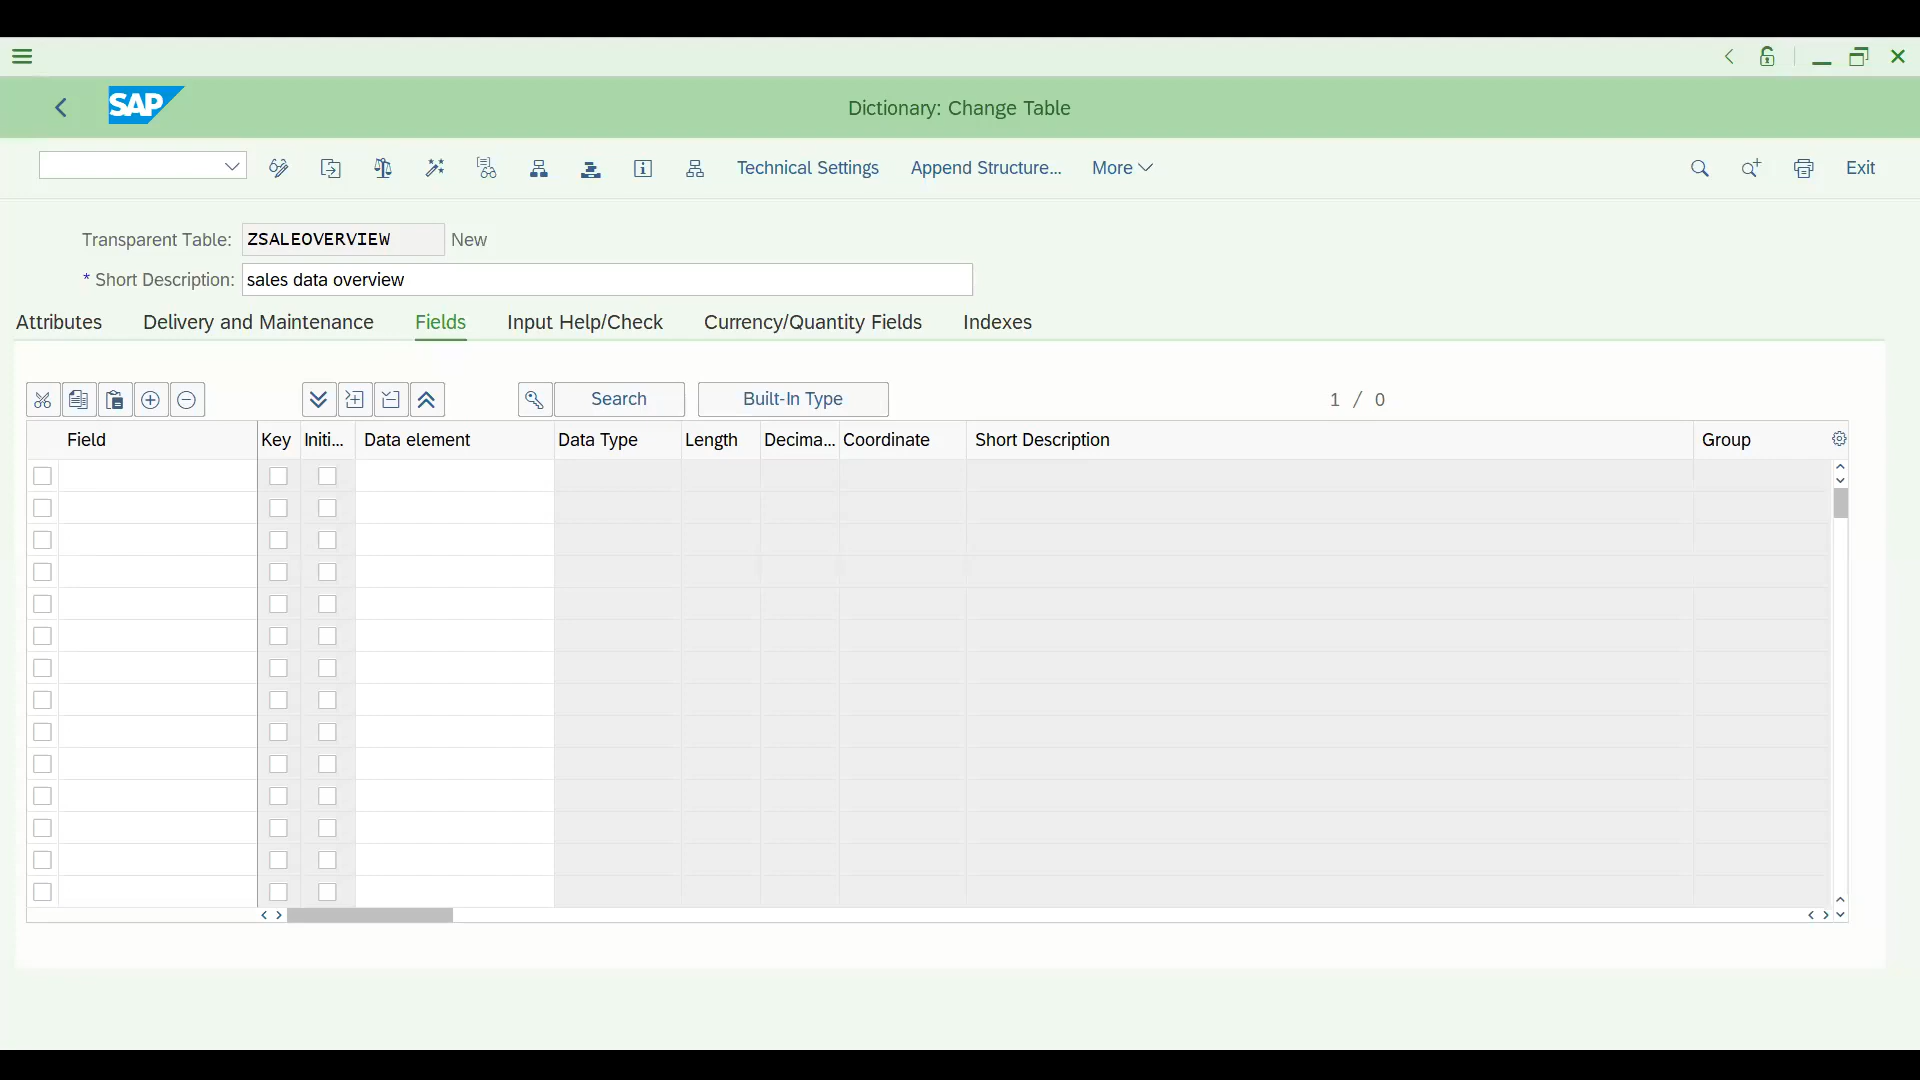 SAP
Dictionary: Change Table
Technical Settings Append Structure... More Exit
Transparent Table: ZSALEOVERVIEW New
* Short Description: sales data overview
Attributes Delivery and Maintenance Fields Input Help/Check Currency/Quantity Fields Indexes
Search Built-In Type 1 / 0
Field Key Initi... Data element Data Type Length Decima... Coordinate Short Description Group